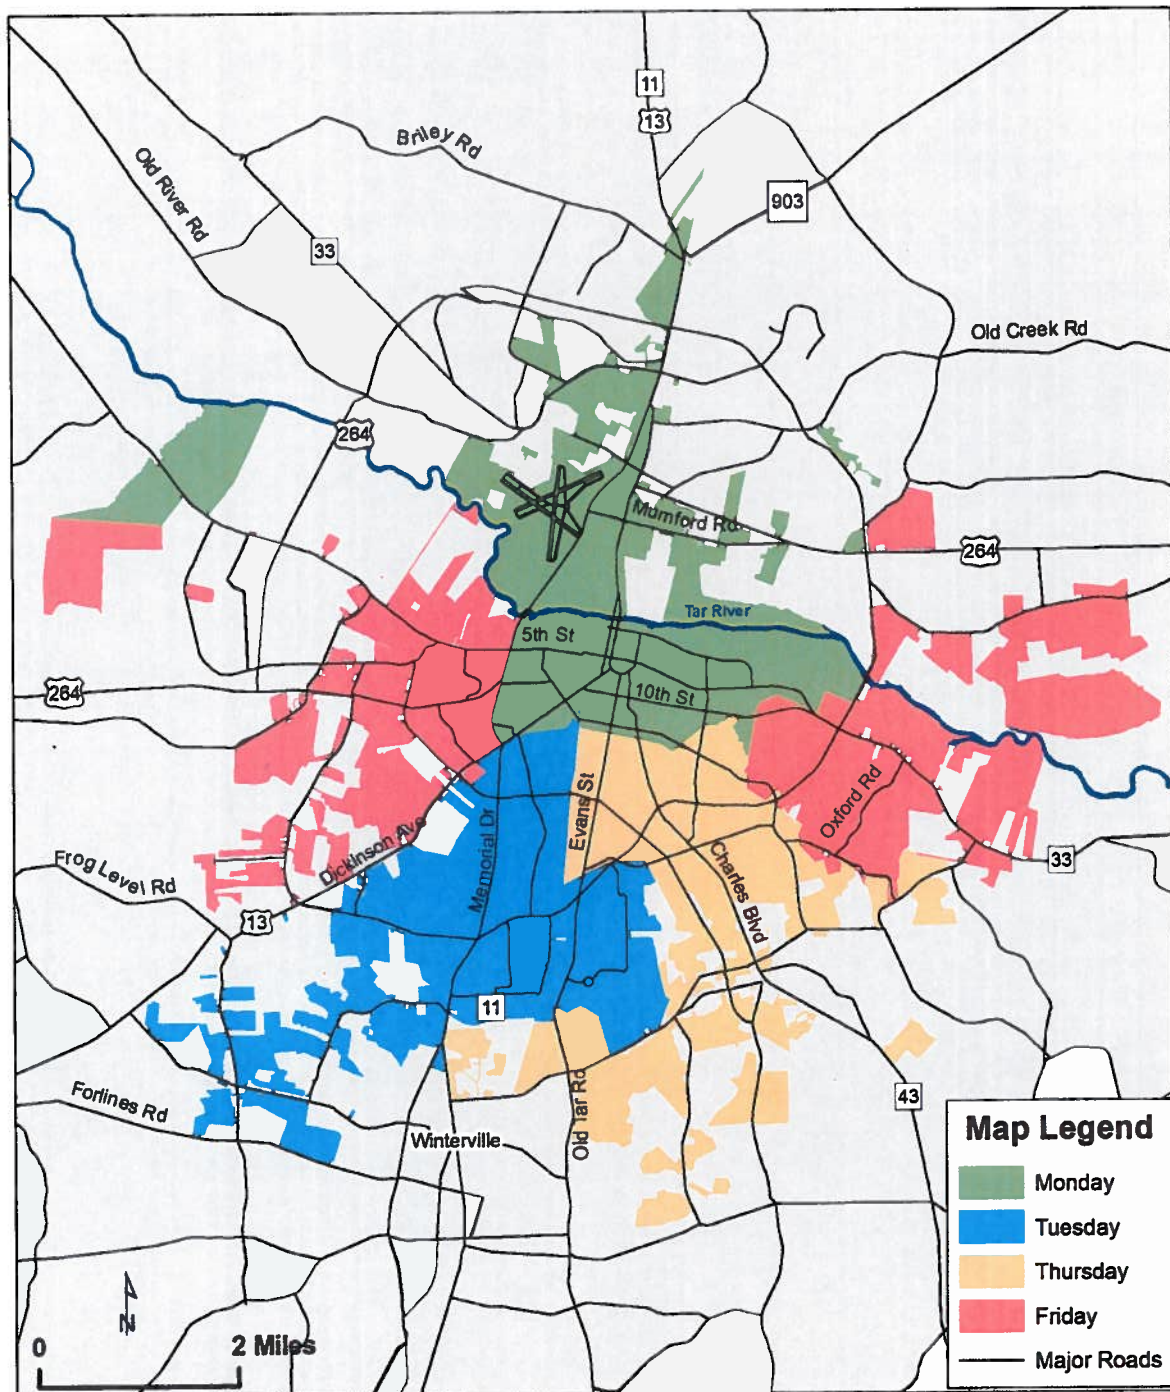 11
13
Briley Rd
Old River Rd
903
33
Old Creek Rd
264
Mumford Rd
264
Tar River
5th St
264
10th St
Evans St
Oxford Rd
Memorial Dr
Dickinson Ave
Charles Blvd
33
Frog Level Rd
13
11
Forlines Rd
Old Tar Rd
43
Winterville
Map Legend
Monday
Tuesday
Thursday
Friday
Major Roads
N
0 2 Miles